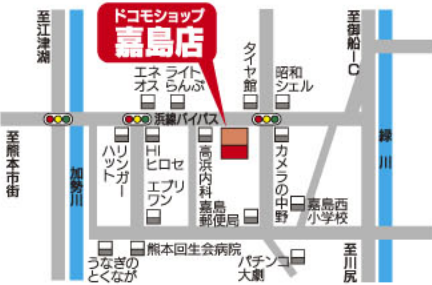 ドコモショップ
嘉島店
至江津湖
至御船IC
エネ
オス
ライト
らんぷ
タイヤ館
昭和
シェル
浜線バイパス
至熊本市街
加勢川
リンガー
ハット
HI
ヒロセ
エブリ
ワン
高浜内科
嘉島
郵便局
カメラの中野
嘉島西
小学校
緑川
至川尻
うなぎの
とくなが
熊本回生会病院
パチンコ
大劇